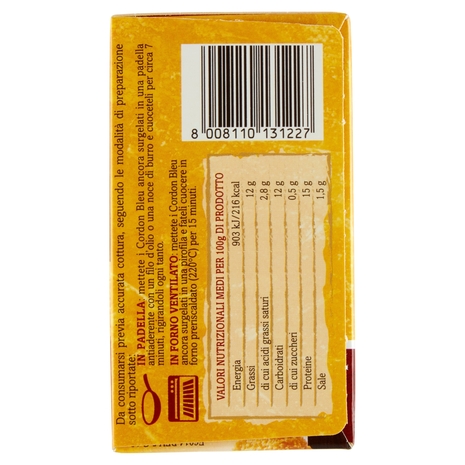 8 008110 131227
Da consumarsi previa accurata cottura, seguendo le modalità di preparazione
sotto riportate:
IN PADELLA: mettete i Cordon Bleu ancora surgelati in una padella
antiaderente con un filo d'olio o una noce di burro e cuoceteli per circa 7
minuti, rigirandoli ogni tanto.
IN FORNO VENTILATO: mettete i Cordon Bleu
ancora surgelati in una pirofila e fateli cuocere in
forno preriscaldato (220°C) per 15 minuti.
VALORI NUTRIZIONALI MEDI PER 100g DI PRODOTTO
Energia 903 kJ/216 kcal
Grassi 12 g
di cui acidi grassi saturi 2,8 g
Carboidrati 12 g
di cui zuccheri 0,5 g
Proteine 15 g
Sale 1,5 g